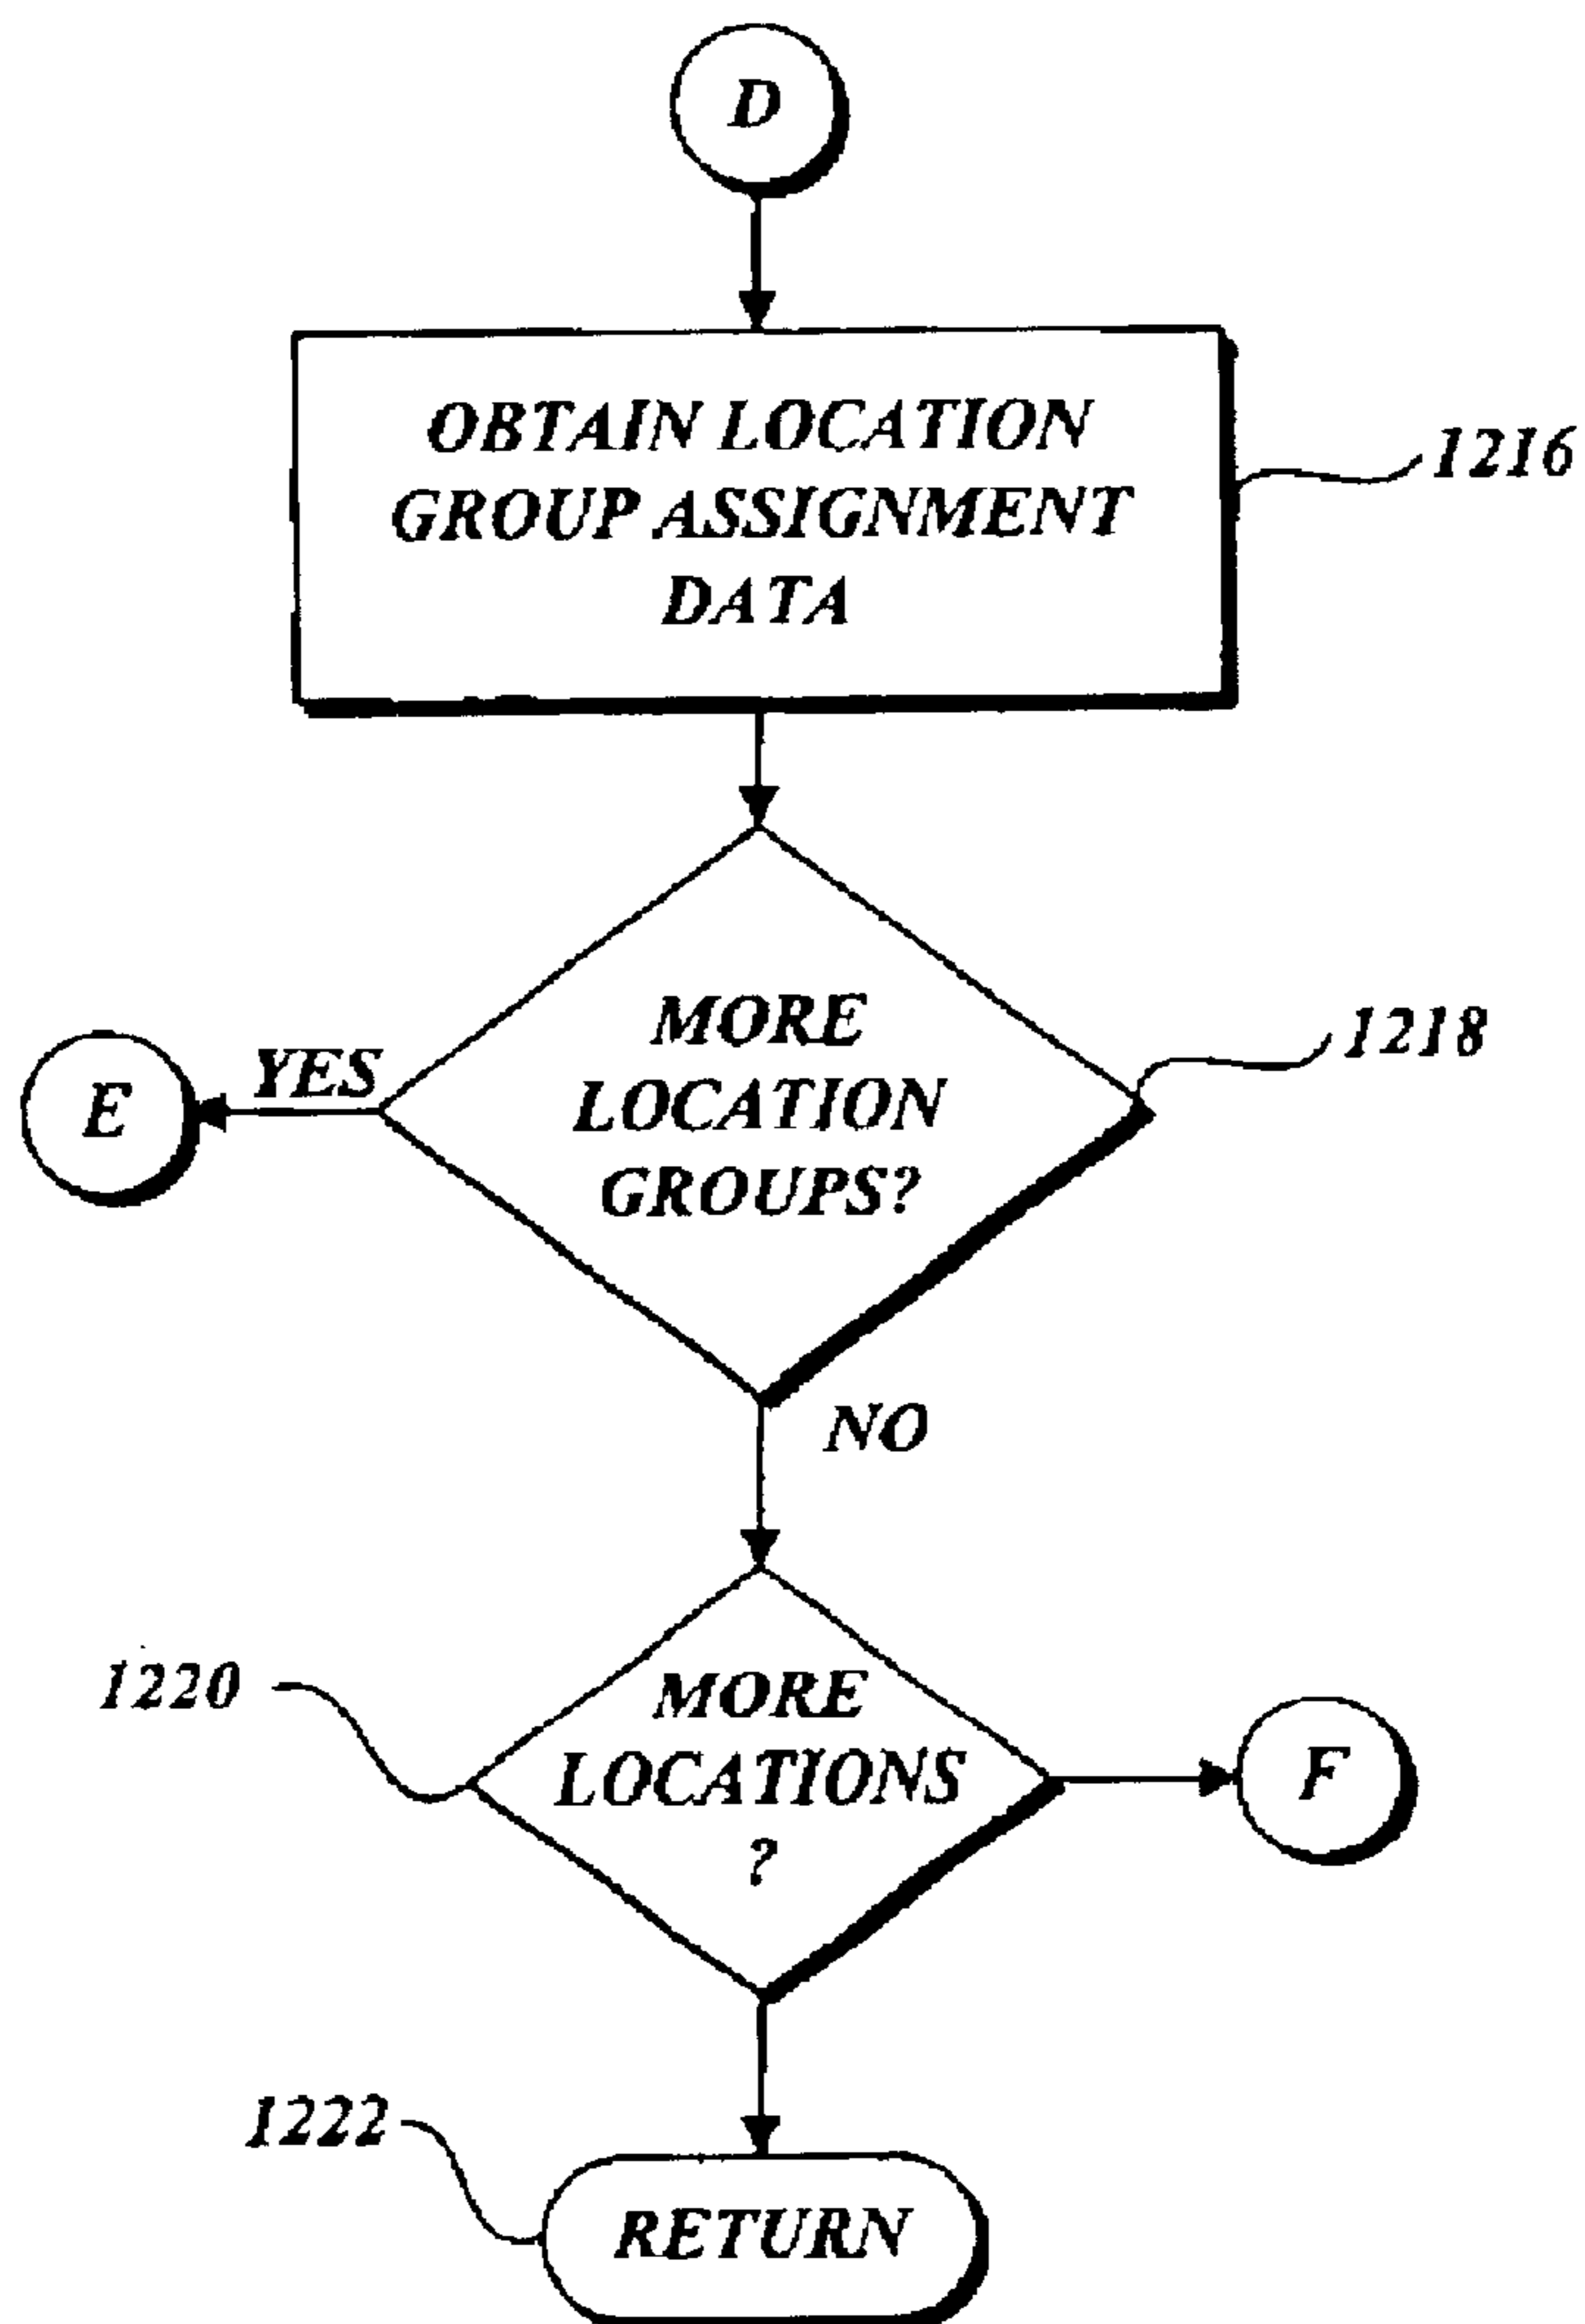 D
OBTAIN LOCATION
GROUP ASSIGNMENT
DATA
1216
MORE
LOCATION
GROUPS?
1218
YES
E
NO
1220
MORE
LOCATIONS
?
F
1222
RETURN